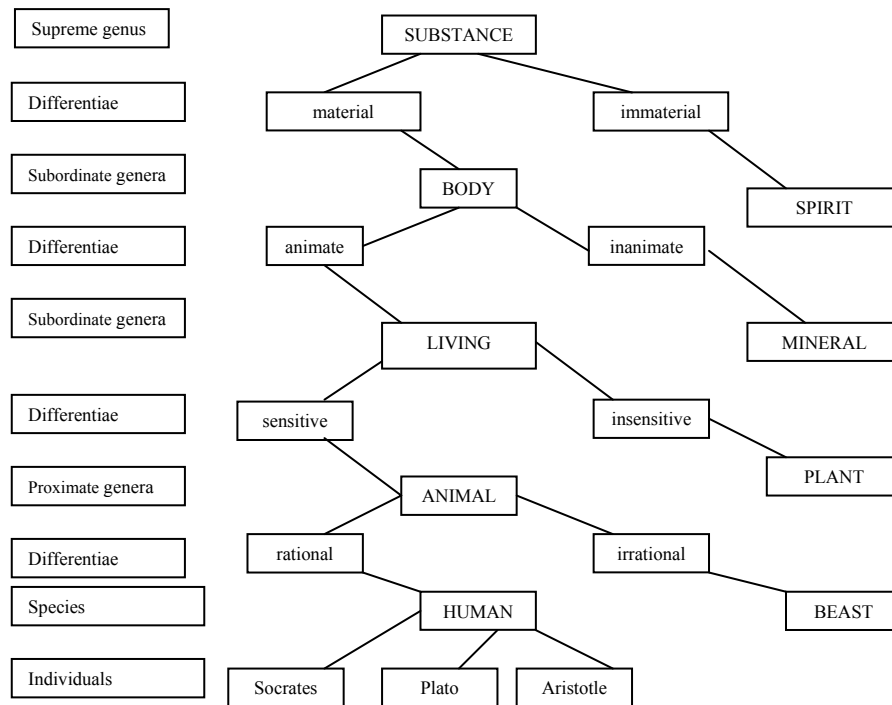 Supreme genus
SUBSTANCE
Differentiae
material
immaterial
Subordinate genera
BODY
SPIRIT
Differentiae
animate
inanimate
Subordinate genera
LIVING
MINERAL
Differentiae
sensitive
insensitive
Proximate genera
ANIMAL
PLANT
Differentiae
rational
irrational
Species
HUMAN
BEAST
Individuals
Socrates
Plato
Aristotle